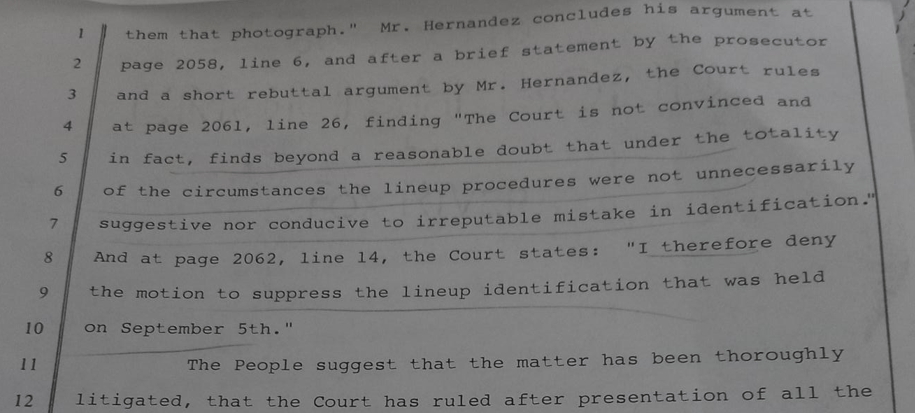 1 them that photograph." Mr. Hernandez concludes his argument at
2 page 2058, line 6, and after a brief statement by the prosecutor
3 and a short rebuttal argument by Mr. Hernandez, the Court rules
4 at page 2061, line 26, finding "The Court is not convinced and
5 in fact, finds beyond a reasonable doubt that under the totality
6 of the circumstances the lineup procedures were not unnecessarily
7 suggestive nor conducive to irreputable mistake in identification."
8 And at page 2062, line 14, the Court states: "I therefore deny
9 the motion to suppress the lineup identification that was held
10 on September 5th."
11 The People suggest that the matter has been thoroughly
12 litigated, that the Court has ruled after presentation of all the